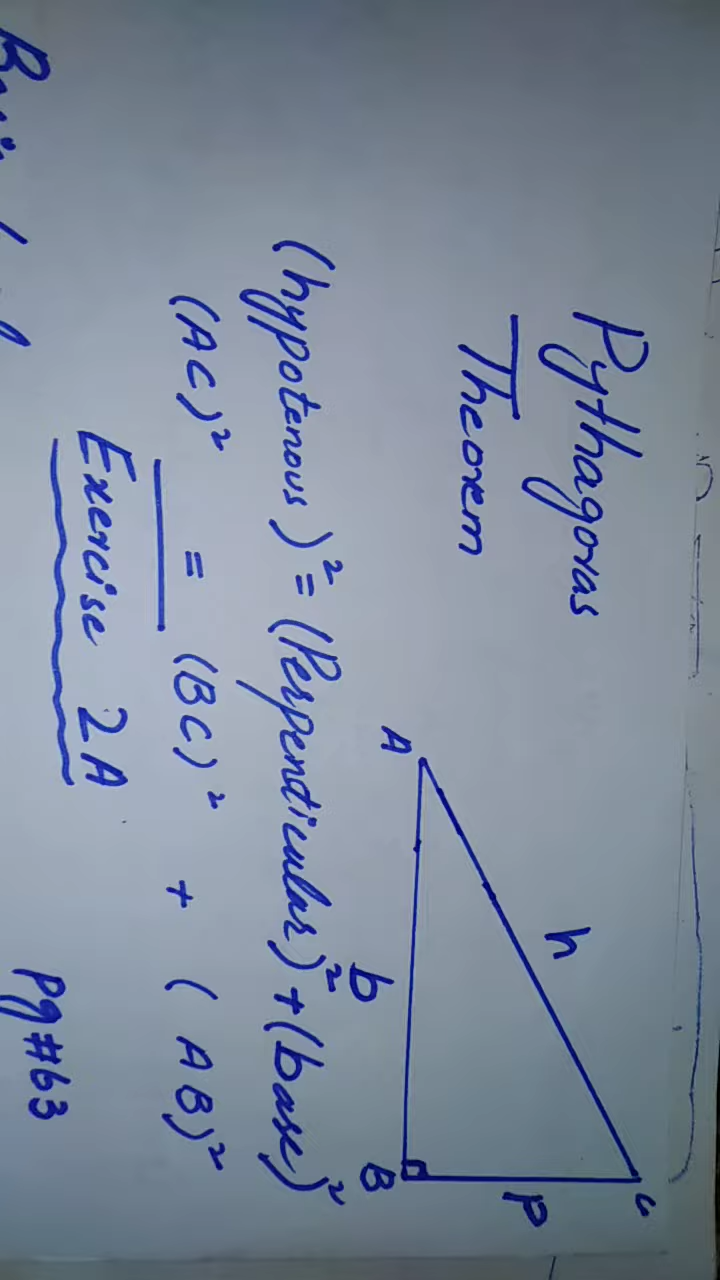 Pythagoras
Theorem
A
h
C
P
b
B
(hypotenous)² = (Perpendicular)² + (base)²
(AC)² = (BC)² + (AB)²
Exercise 2A
Pg#63